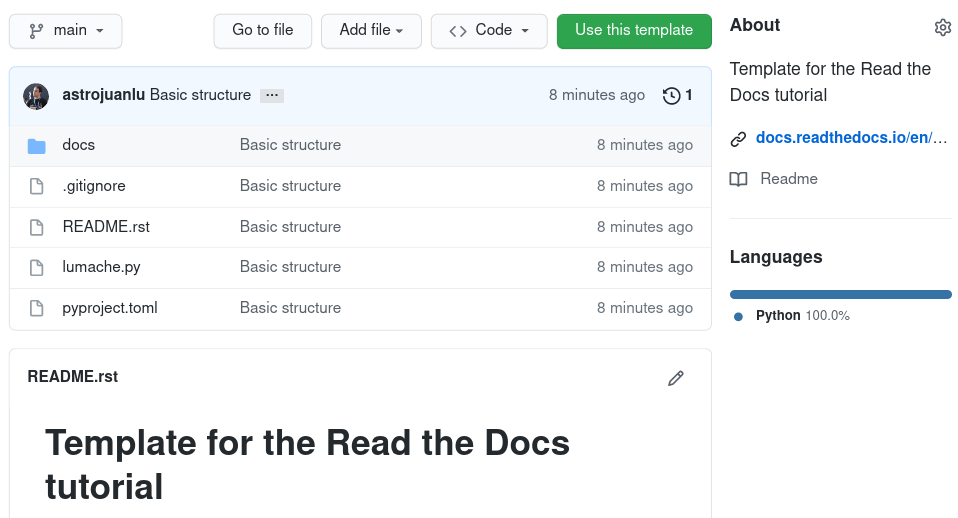 main Go to file Add file Code Use this template
astrojuanlu Basic structure ... 8 minutes ago 1
docs Basic structure 8 minutes ago
.gitignore Basic structure 8 minutes ago
README.rst Basic structure 8 minutes ago
lumache.py Basic structure 8 minutes ago
pyproject.toml Basic structure 8 minutes ago
README.rst
Template for the Read the Docs
tutorial
About
Template for the Read the
Docs tutorial
docs.readthedocs.io/en/...
Readme
Languages
Python 100.0%